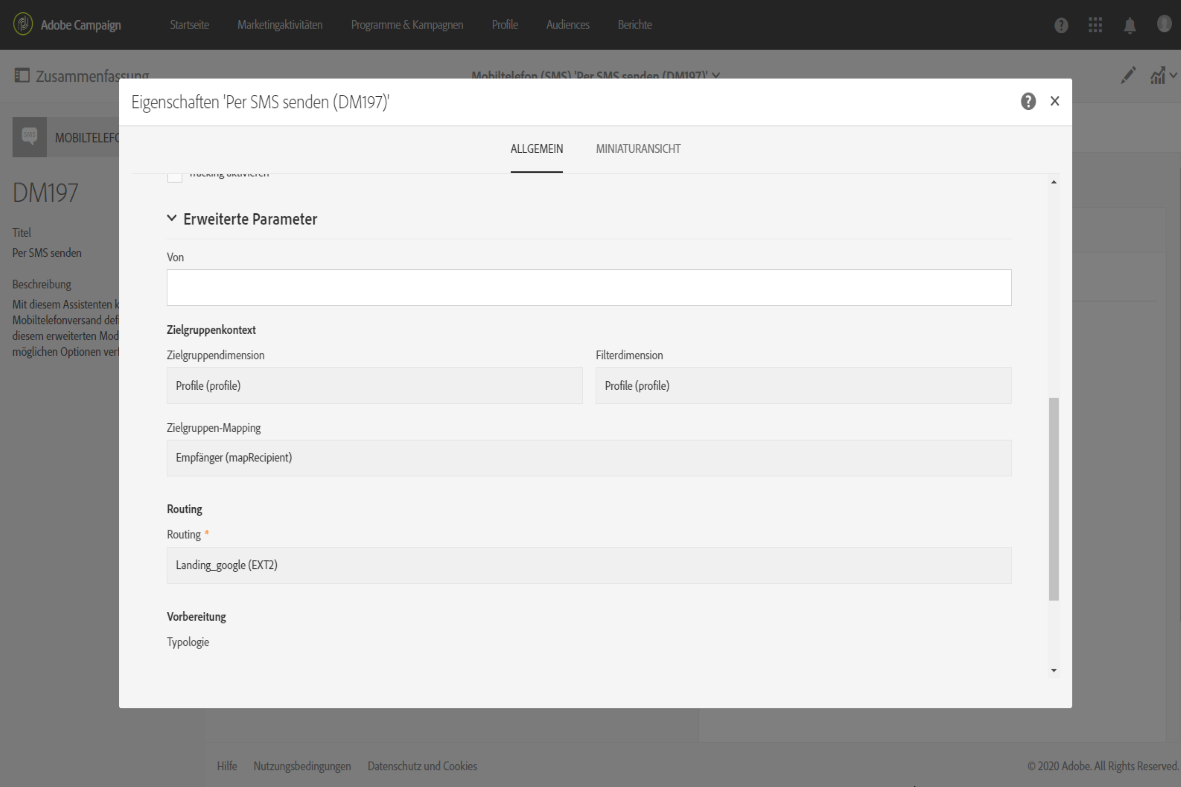 Adobe Campaign Startseite Marketingaktivitäten Programme & Kampagnen Profile Audiences Berichte
Zusammenfassung Mobiltelefon (SMS) 'Per SMS senden (DM197)'
Eigenschaften 'Per SMS senden (DM197)'
MOBILTELEFO
ALLGEMEIN MINIATURANSICHT
Tracking aktivieren
DM197
Titel
Per SMS senden
Beschreibung
Mit diesem Assistenten k
Mobiltelefonversand defi
diesem erweiterten Mod
möglichen Optionen verf
Erweiterte Parameter
Von
Zielgruppenkontext
Zielgruppendimension Filterdimension
Profile (profile) Profile (profile)
Zielgruppen-Mapping
Empfänger (mapRecipient)
Routing
Routing *
Landing_google (EXT2)
Vorbereitung
Typologie
Hilfe Nutzungsbedingungen Datenschutz und Cookies © 2020 Adobe. All Rights Reserved.